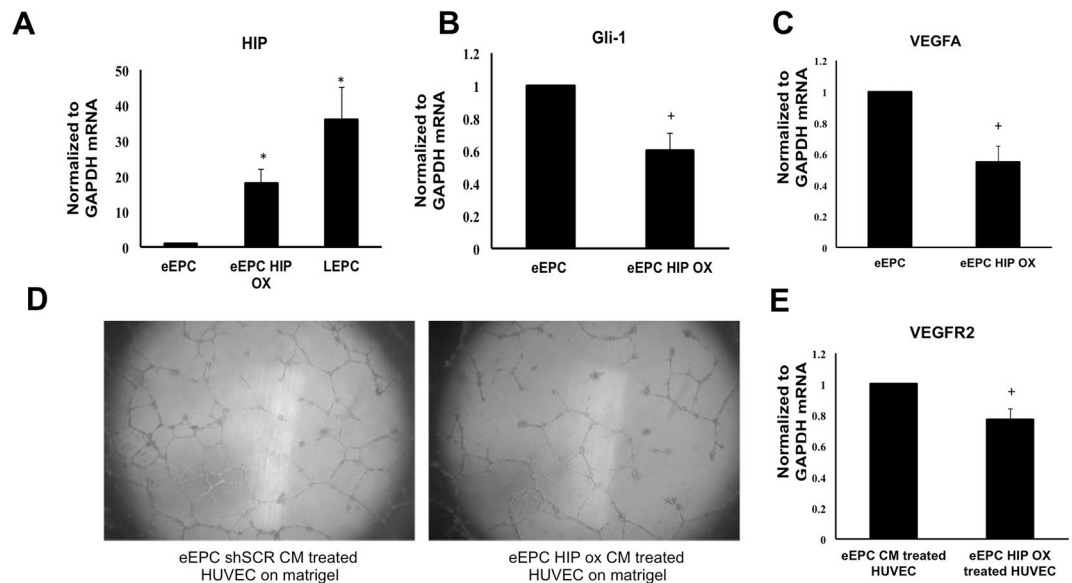 A
HIP
Normalized to
GAPDH mRNA
50
40
30
20
10
0
*
*
eEPC
eEPC HIP
OX
LEPC
B
Gli-1
Normalized to
GAPDH mRNA
1.2
1
0.8
0.6
0.4
0.2
0
+
eEPC
eEPC HIP OX
C
VEGFA
Normalized to
GAPDH mRNA
1.2
1
0.8
0.6
0.4
0.2
0
+
eEPC
eEPC HIP OX
D
eEPC shSCR CM treated
HUVEC on matrigel
eEPC HIP ox CM treated
HUVEC on matrigel
E
VEGFR2
Normalized to
GAPDH mRNA
1.2
1
0.8
0.6
0.4
0.2
0
+
eEPC CM treated
HUVEC
eEPC HIP OX
treated HUVEC